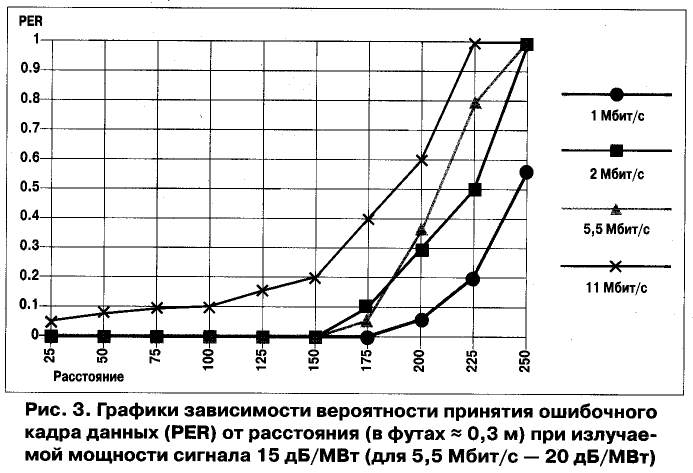 PER
1
0.9
0.8
0.7
0.6
0.5
0.4
0.3
0.2
0.1
0
25
50
75
100
125
150
175
200
225
250
Расстояние
1 Мбит/с
2 Мбит/с
5,5 Мбит/с
11 Мбит/с
Рис. 3. Графики зависимости вероятности принятия ошибочного
кадра данных (PER) от расстояния (в футах ≈ 0,3 м) при излучае-
мой мощности сигнала 15 дБ/МВт (для 5,5 Мбит/с — 20 дБ/МВт)